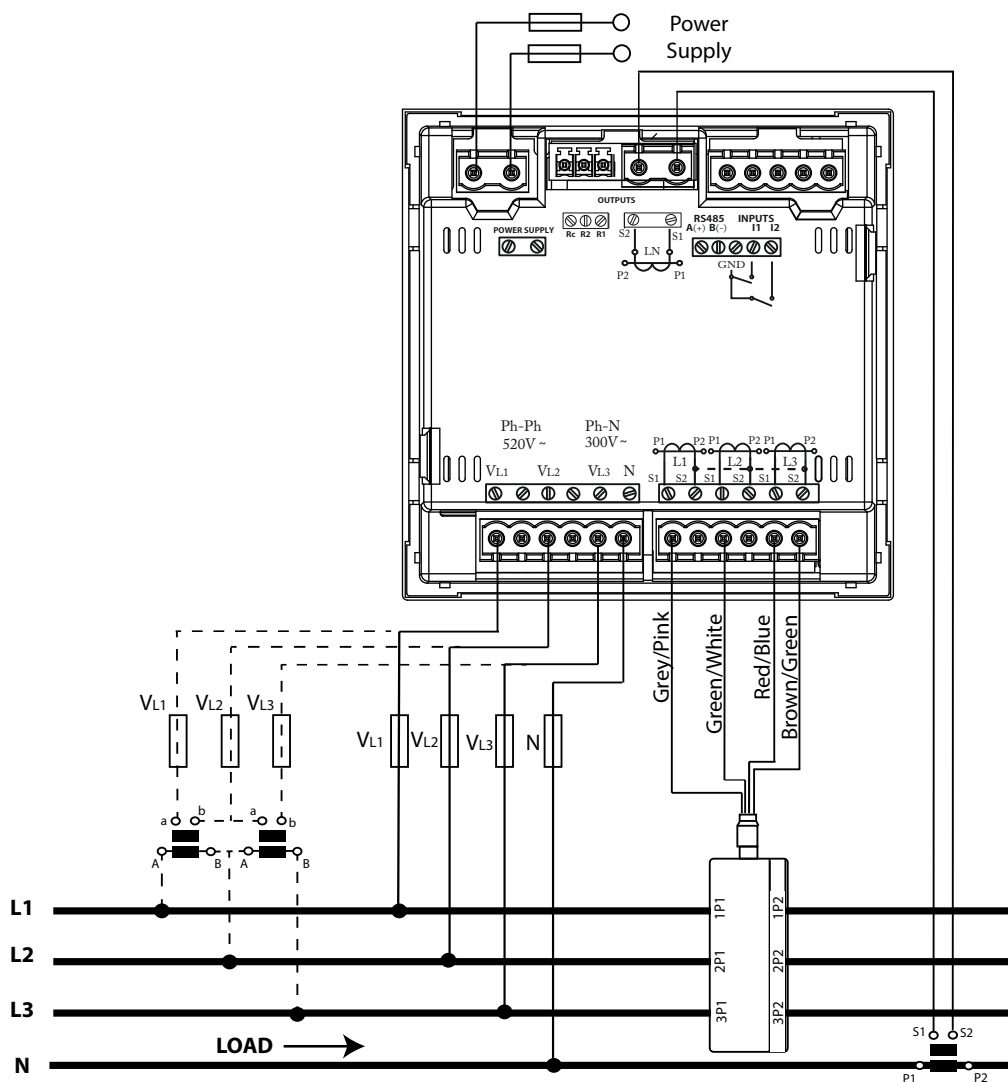 Power
Supply
OUTPUTS
POWER SUPPLY
Rc R2 R1
S2 S1
LN
P2 P1
RS485 INPUTS
A(+) B(-) I1 I2
GND
Ph-Ph Ph-N
520V ~ 300V ~
VL1 VL2 VL3 N
P1 P2 P1 P2 P1 P2
L1 L2 L3
S1 S2 S1 S2 S1 S2
Grey/Pink
Green/White
Red/Blue
Brown/Green
VL1 VL2 VL3
VL1 VL2 VL3 N
a b a b
A B A B
L1 1P1 1P2
L2 2P1 2P2
L3 3P1 3P2
LOAD
S1 S2
N
P1 P2